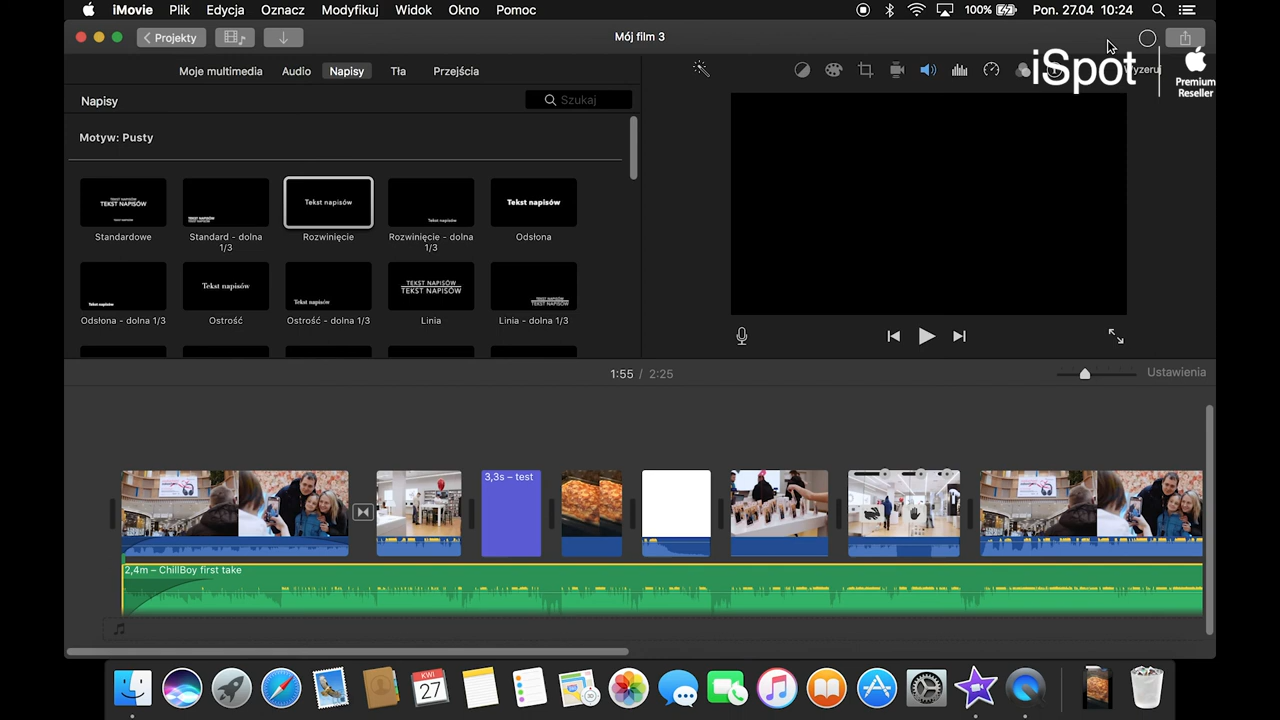 iMovie Plik Edycja Oznacz Modyfikuj Widok Okno Pomoc 100% Pon. 27.04 10:24
Projekty
Mój film 3
iSpot
Premium
Reseller
Moje multimedia Audio Napisy Tła Przejścia
Napisy
Szukaj
Motyw: Pusty
TEKST NAPISÓW
Tekst napisów
Tekst napisów
Tekst napisów
Standardowe
Standard - dolna
1/3
Rozwinięcie
Rozwinięcie - dolna
1/3
Odsłona
Tekst napisów
Tekst napisów
Tekst napisów
TEKST NAPISÓW
TEKST NAPISÓW
Odsłona - dolna 1/3
Ostrość
Ostrość - dolna 1/3
Linia
Linia - dolna 1/3
1:55 / 2:25
Ustawienia
3,3s – test
2,4m – ChillBoy first take
KWI
27